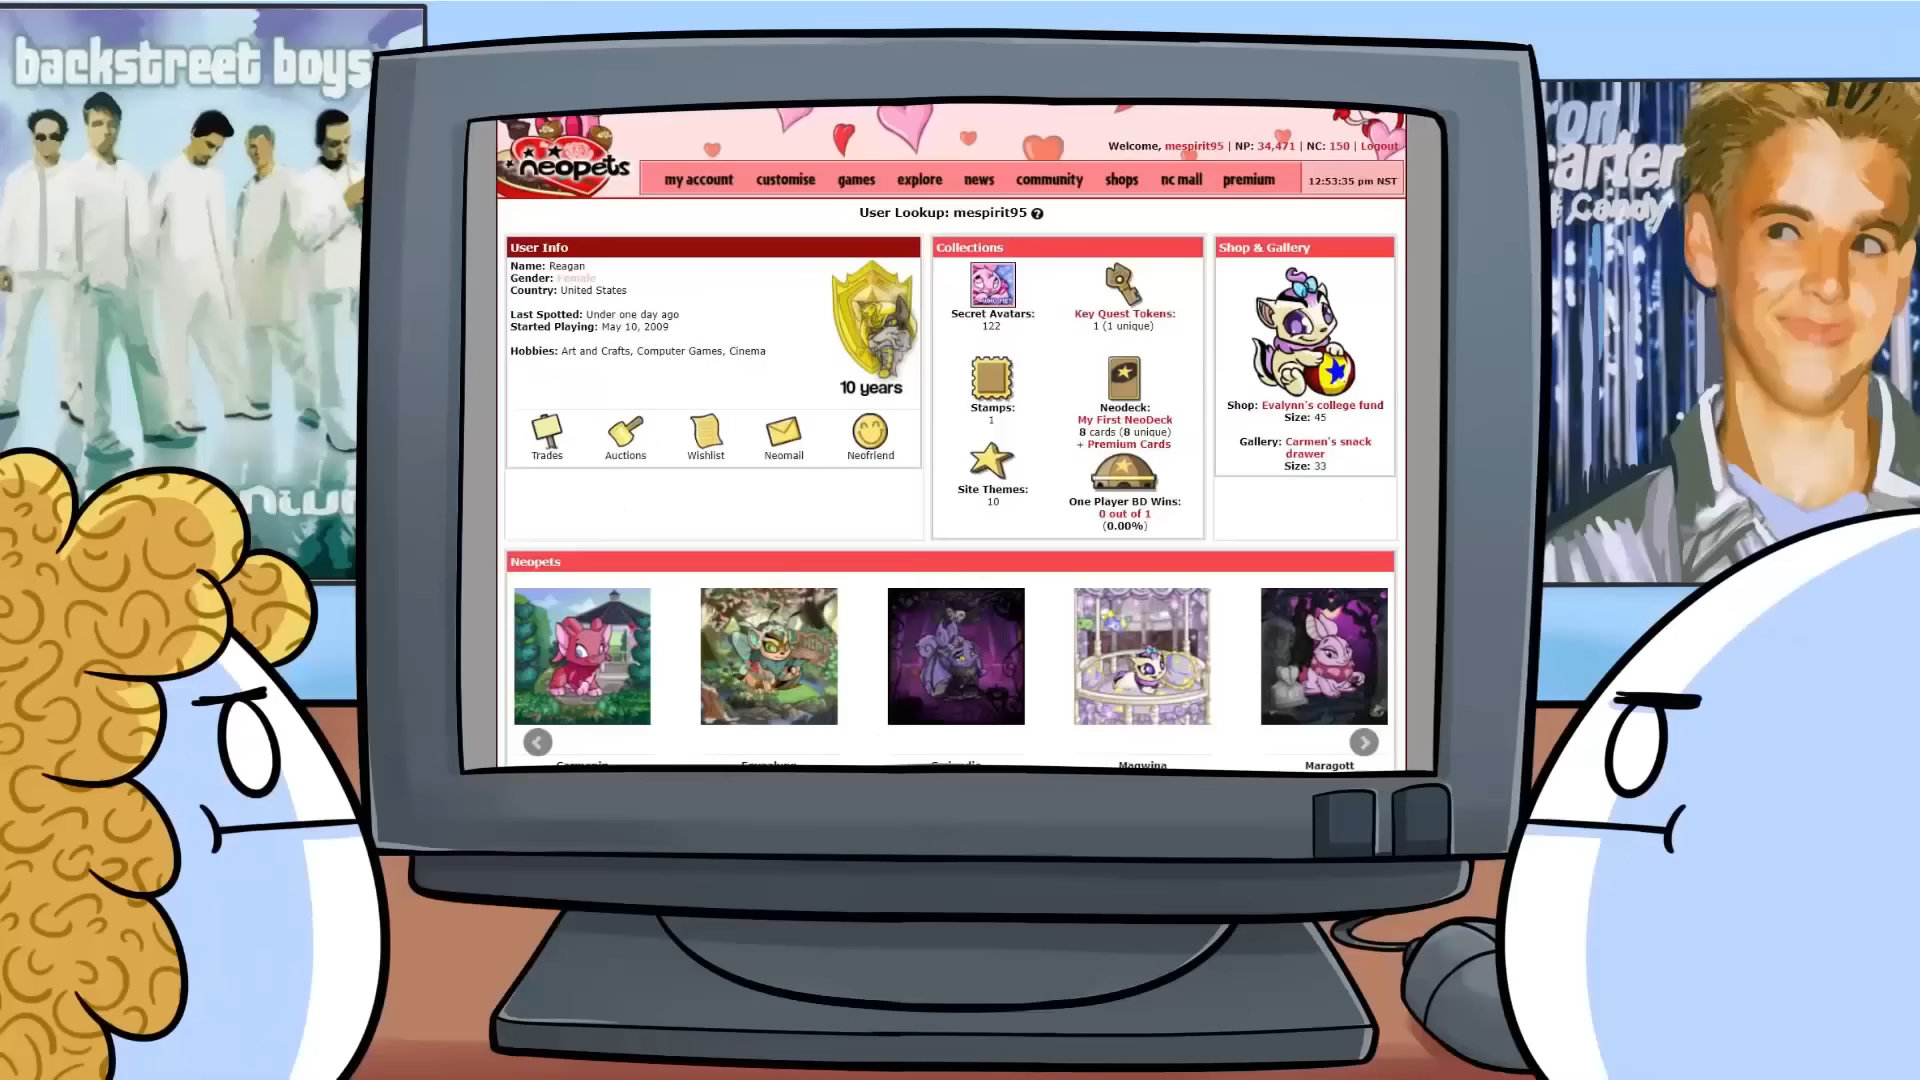 backstreet boys
neopets
Welcome, mespirit95 | NP: 34,471 | NC: 150 | Logout
my account customise games explore news community shops nc mall premium 12:53:35 pm NST
User Lookup: mespirit95
User Info
Name: Reagan
Gender: Female
Country: United States
Last Spotted: Under one day ago
Started Playing: May 10, 2009
Hobbies: Art and Crafts, Computer Games, Cinema
10 years
Trades Auctions Wishlist Neomail Neofriend
Collections
Secret Avatars:
122
Key Quest Tokens:
1 (1 unique)
Stamps:
1
Neodeck:
My First NeoDeck
8 cards (8 unique)
+ Premium Cards
Site Themes:
10
One Player BD Wins:
0 out of 1
(0.00%)
Shop & Gallery
Shop: Evalynn's college fund
Size: 45
Gallery: Carmen's snack
drawer
Size: 33
Neopets
Magwina Maragott
ron
arter
Candy